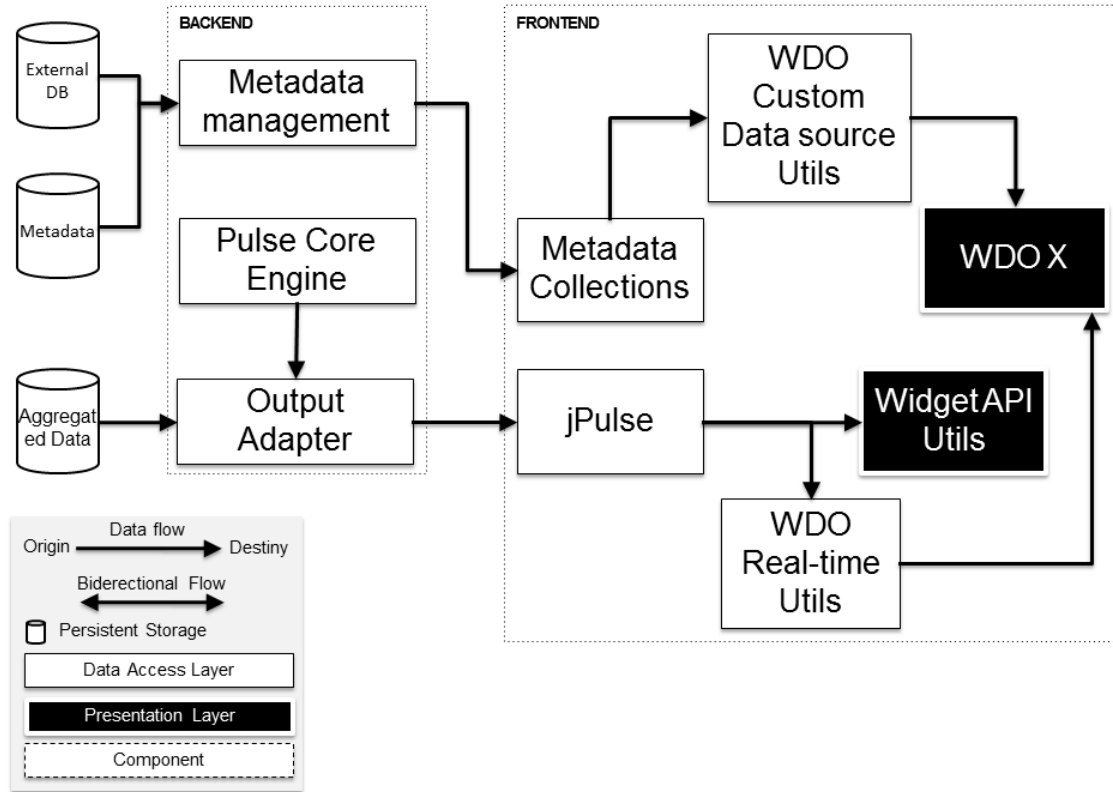 BACKEND
FRONTEND
External
DB
Metadata
management
WDO
Custom
Data source
Utils
Metadata
Pulse Core
Engine
Metadata
Collections
WDO X
Aggregat
ed Data
Output
Adapter
jPulse
Widget API
Utils
WDO
Real-time
Utils
Data flow
Origin
Destiny
Biderectional Flow
Persistent Storage
Data Access Layer
Presentation Layer
Component